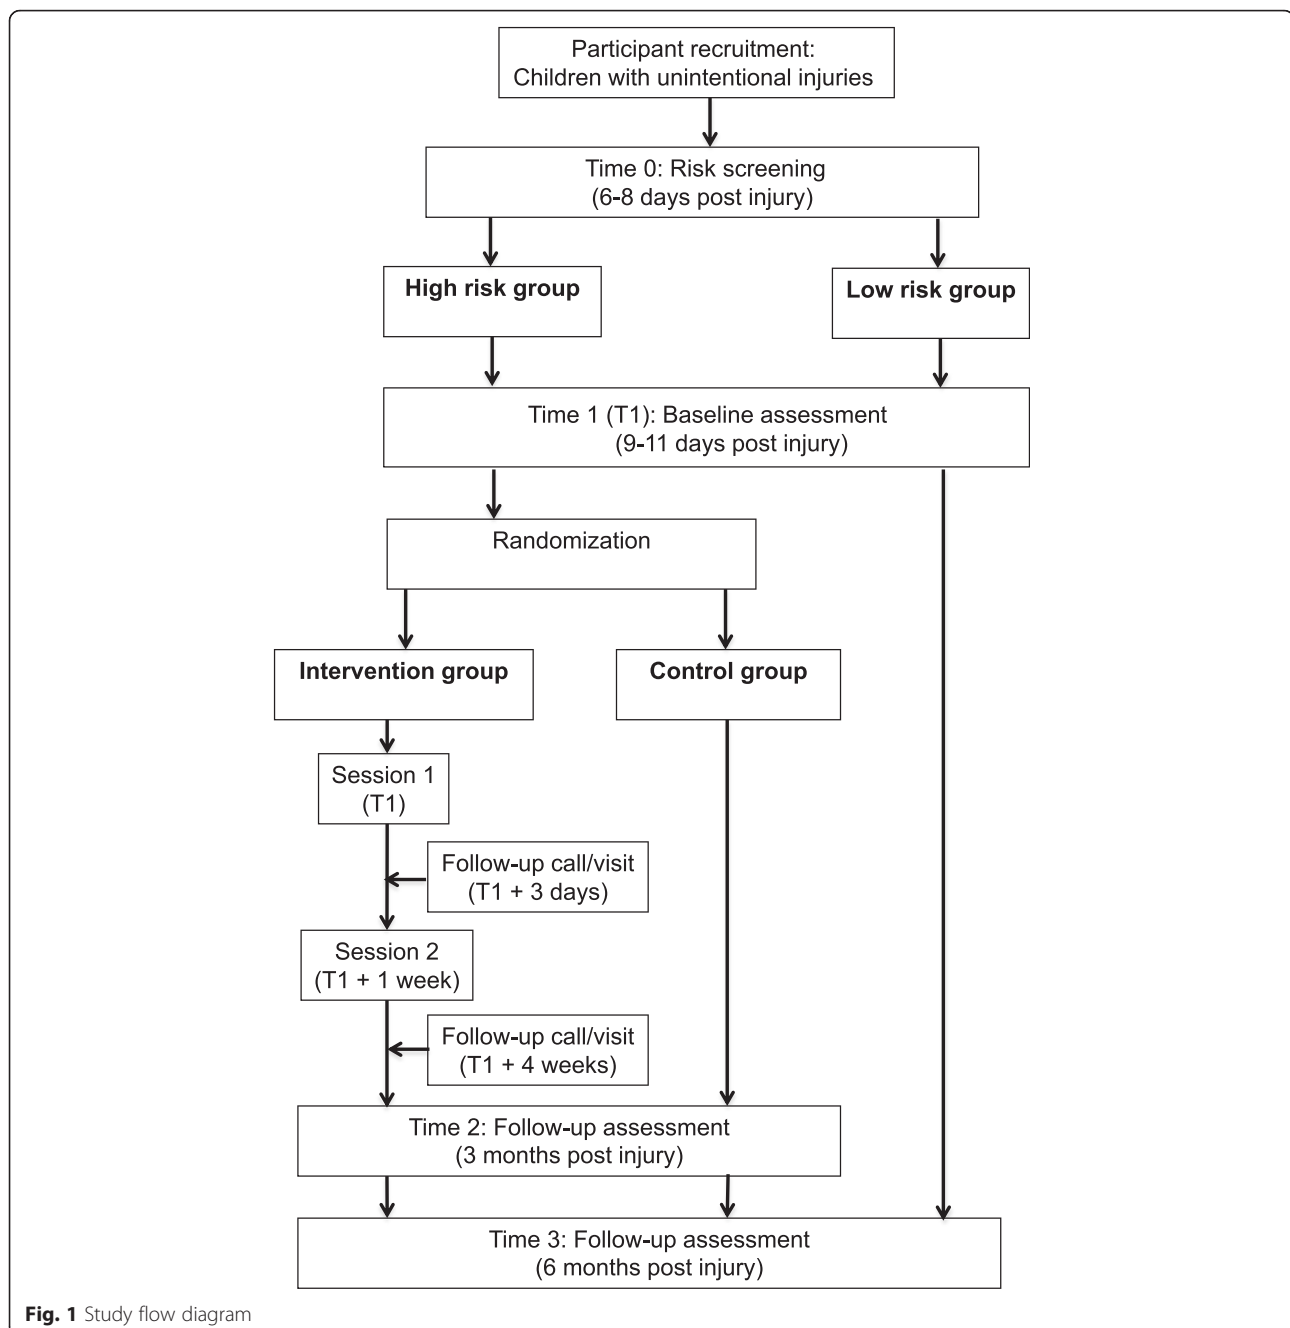 Participant recruitment:
Children with unintentional injuries
Time 0: Risk screening
(6-8 days post injury)
High risk group
Low risk group
Time 1 (T1): Baseline assessment
(9-11 days post injury)
Randomization
Intervention group
Control group
Session 1
(T1)
Follow-up call/visit
(T1 + 3 days)
Session 2
(T1 + 1 week)
Follow-up call/visit
(T1 + 4 weeks)
Time 2: Follow-up assessment
(3 months post injury)
Time 3: Follow-up assessment
(6 months post injury)
Fig. 1 Study flow diagram